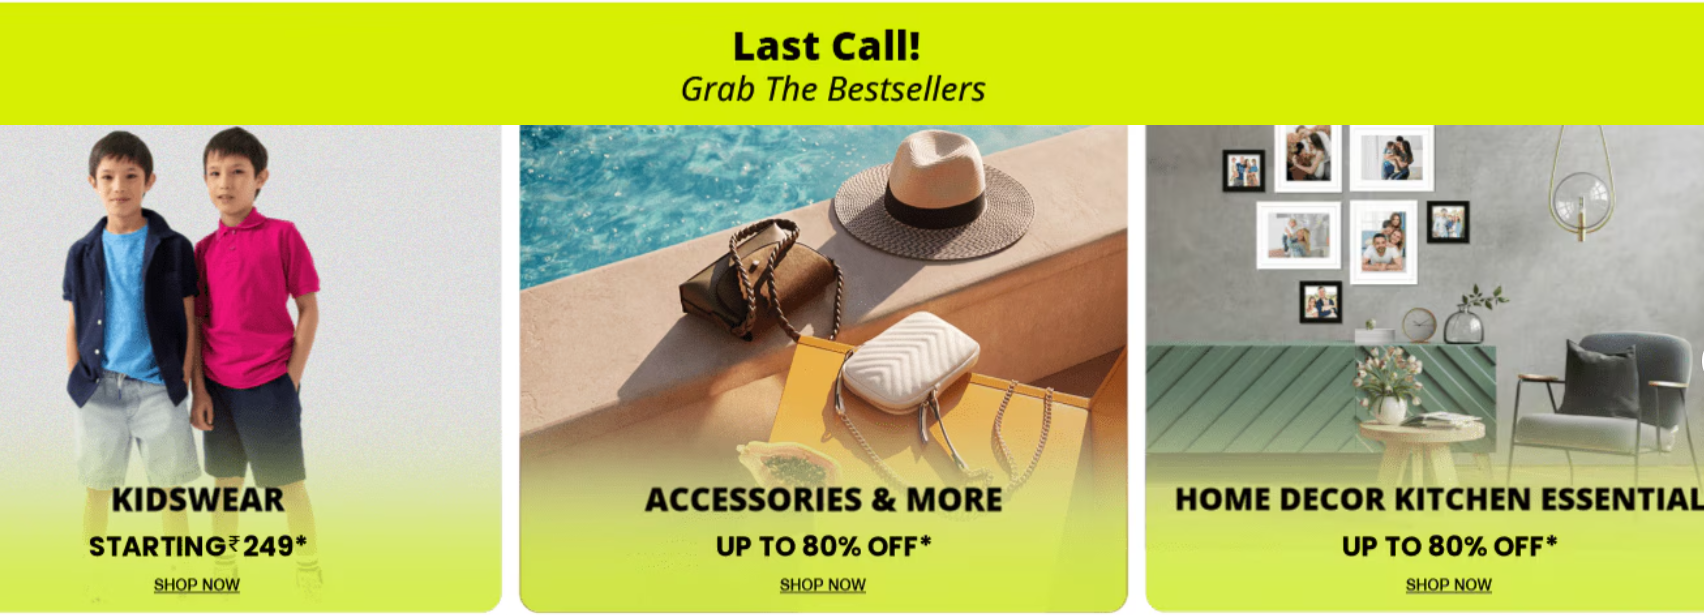 Last Call!
Grab The Bestsellers
KIDSWEAR
STARTING₹249*
SHOP NOW
ACCESSORIES & MORE
UP TO 80% OFF*
SHOP NOW
HOME DECOR KITCHEN ESSENTIAL
UP TO 80% OFF*
SHOP NOW